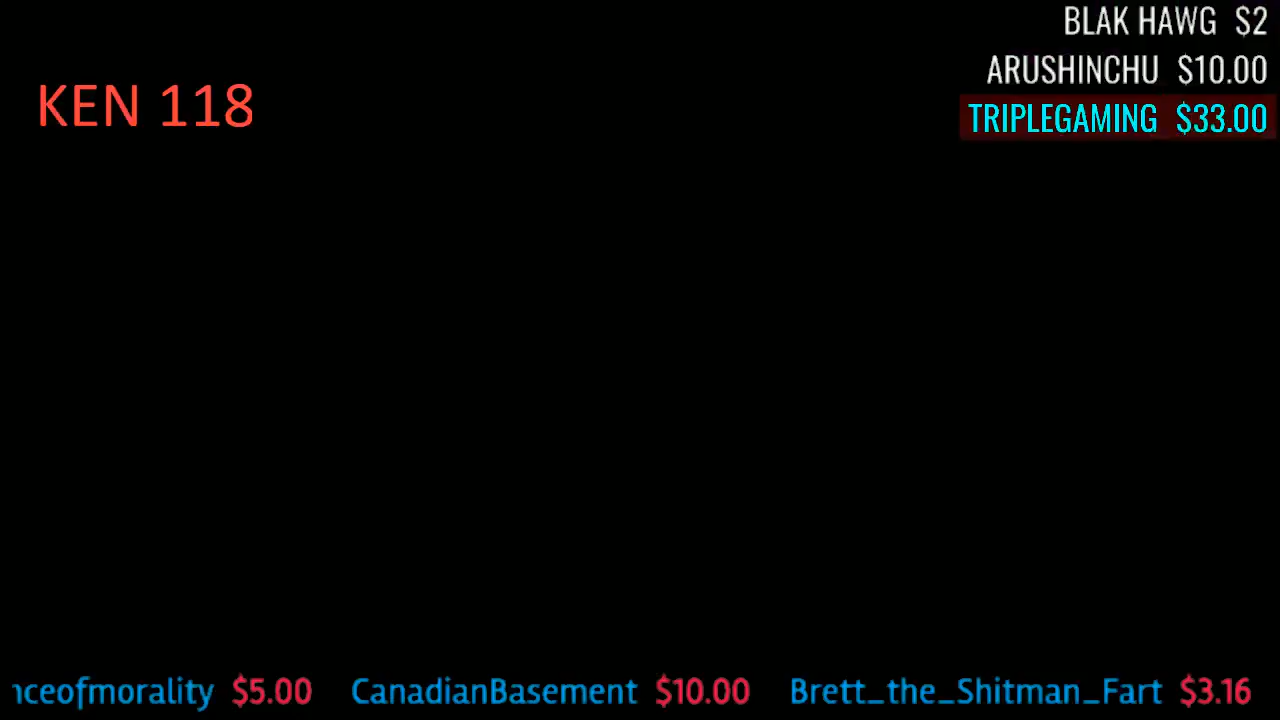 BLAK HAWG $2
ARUSHINCHU $10.00
KEN 118
TRIPLEGAMING $33.00
nceofmorality $5.00 CanadianBasement $10.00 Brett_the_Shitman_Fart $3.16